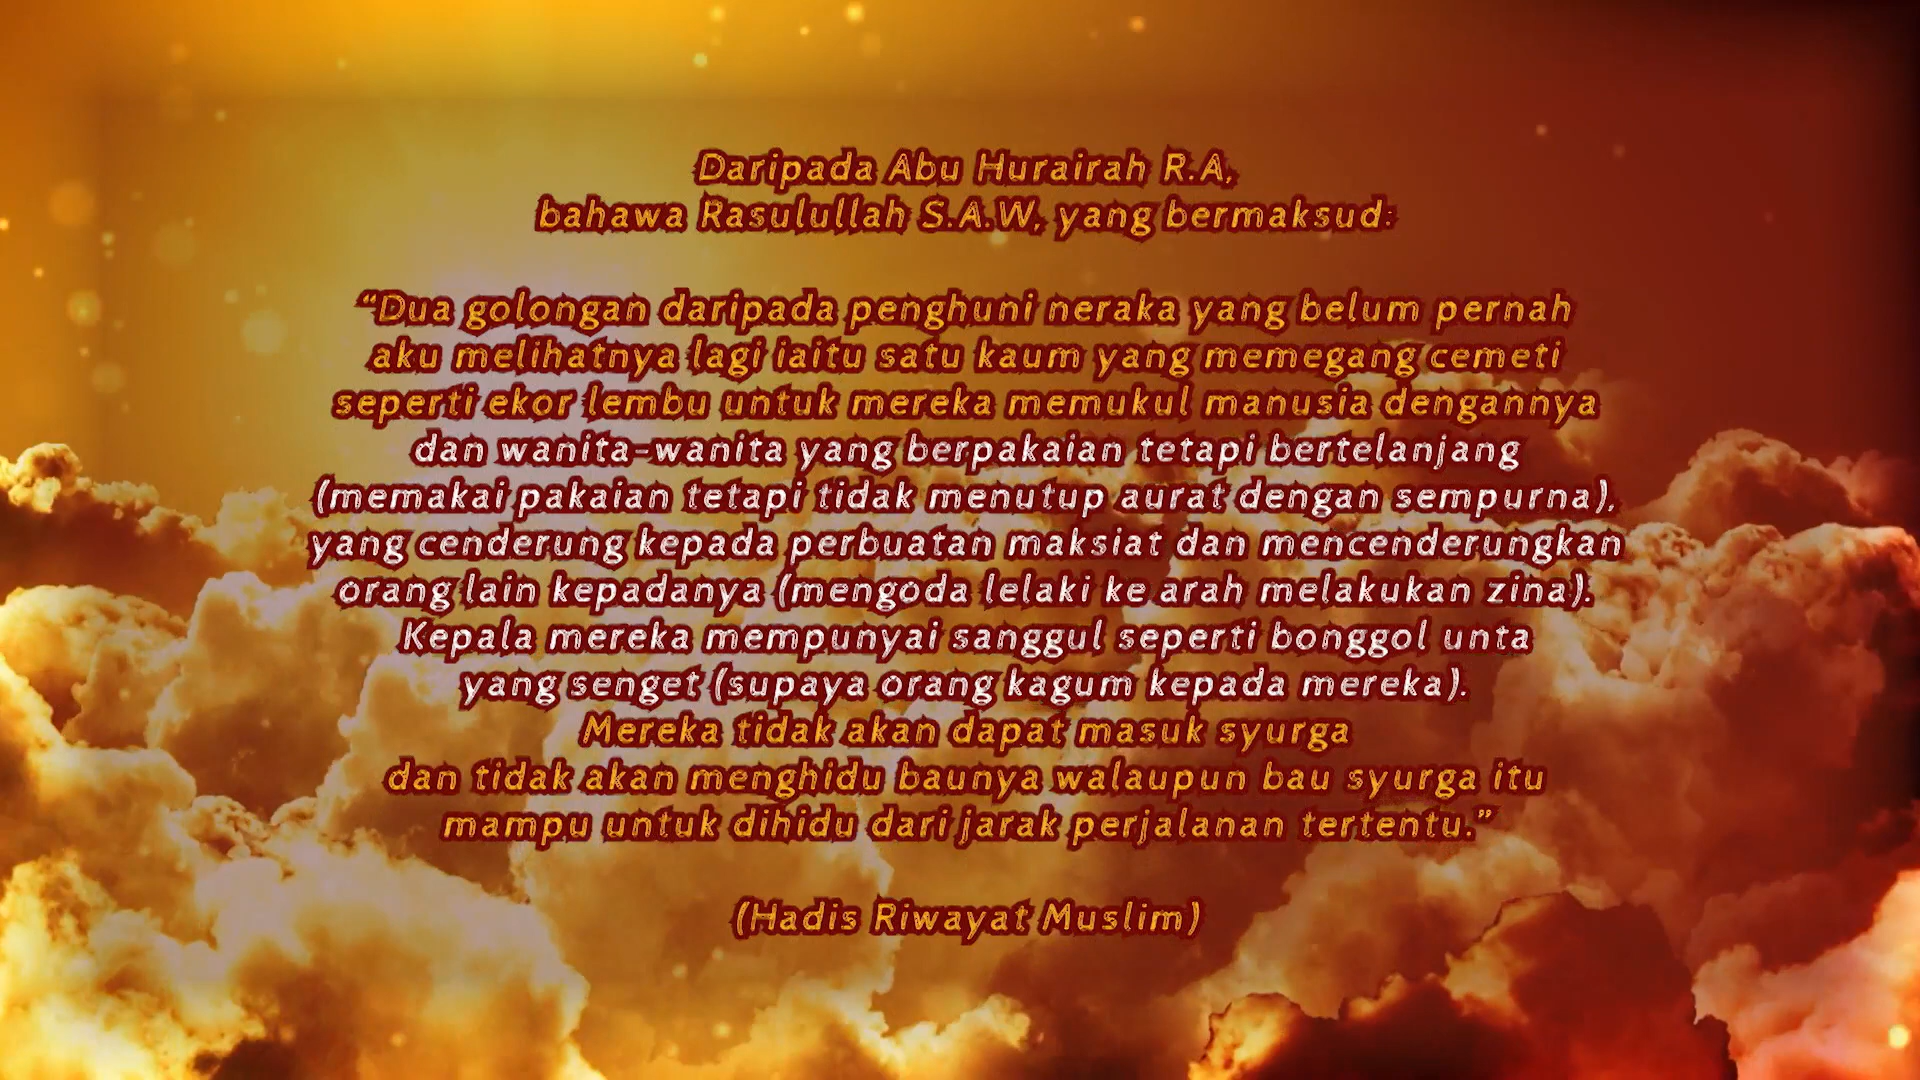 Daripada Abu Hurairah R.A,
bahawa Rasulullah S.A.W, yang bermaksud:
“Dua golongan daripada penghuni neraka yang belum pernah
aku melihatnya lagi iaitu satu kaum yang memegang cemeti
seperti ekor lembu untuk mereka memukul manusia dengannya
dan wanita-wanita yang berpakaian tetapi bertelanjang
(memakai pakaian tetapi tidak menutup aurat dengan sempurna),
yang cenderung kepada perbuatan maksiat dan mencenderungkan
orang lain kepadanya (mengoda lelaki ke arah melakukan zina).
Kepala mereka mempunyai sanggul seperti bonggol unta
yang senget (supaya orang kagum kepada mereka).
Mereka tidak akan dapat masuk syurga
dan tidak akan menghidu baunya walaupun bau syurga itu
mampu untuk dihidu dari jarak perjalanan tertentu.”
(Hadis Riwayat Muslim)